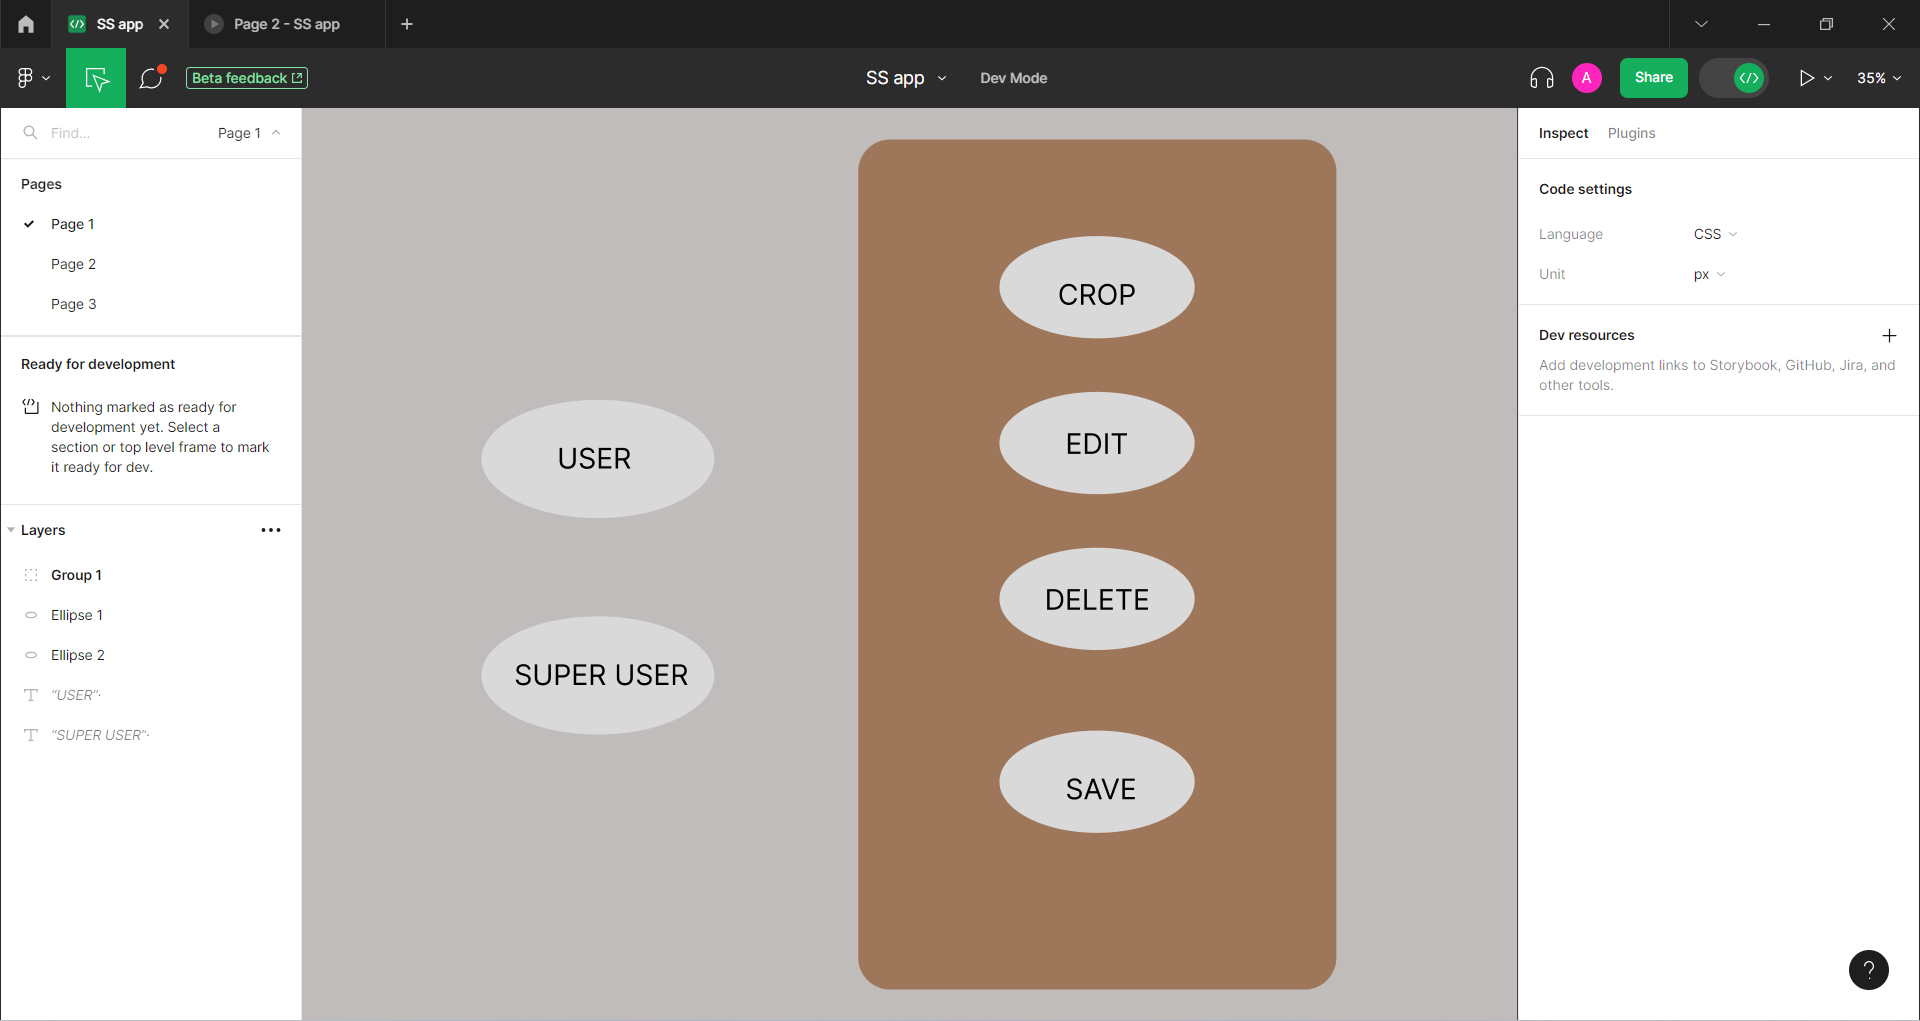 SS app
Page 2 - SS app
Beta feedback
SS app
Dev Mode
A
Share
35%
Find...
Page 1
Pages
Page 1
Page 2
Page 3
Ready for development
Nothing marked as ready for
development yet. Select a
section or top level frame to mark
it ready for dev.
Layers
Group 1
Ellipse 1
Ellipse 2
"USER"·
"SUPER USER"·
USER
SUPER USER
CROP
EDIT
DELETE
SAVE
Inspect
Plugins
Code settings
Language
CSS
Unit
px
Dev resources
Add development links to Storybook, GitHub, Jira, and
other tools.
?